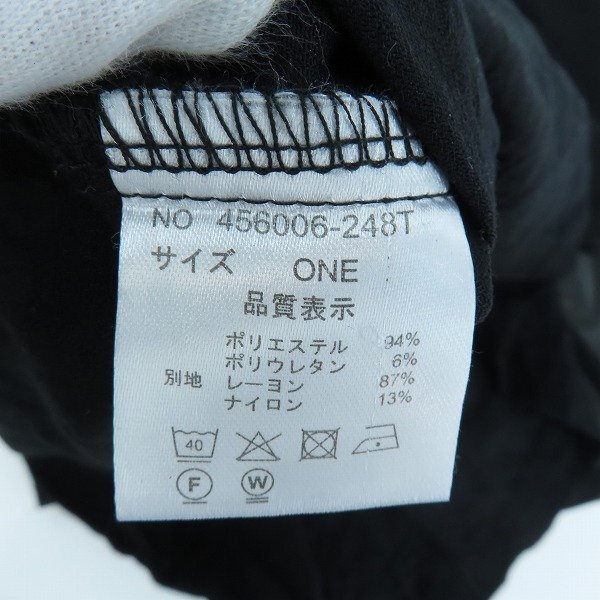 NO 456006-248T
サイズ ONE
品質表示
ポリエステル 94%
ポリウレタン 6%
別地 レーヨン 87%
ナイロン 13%
40
F W